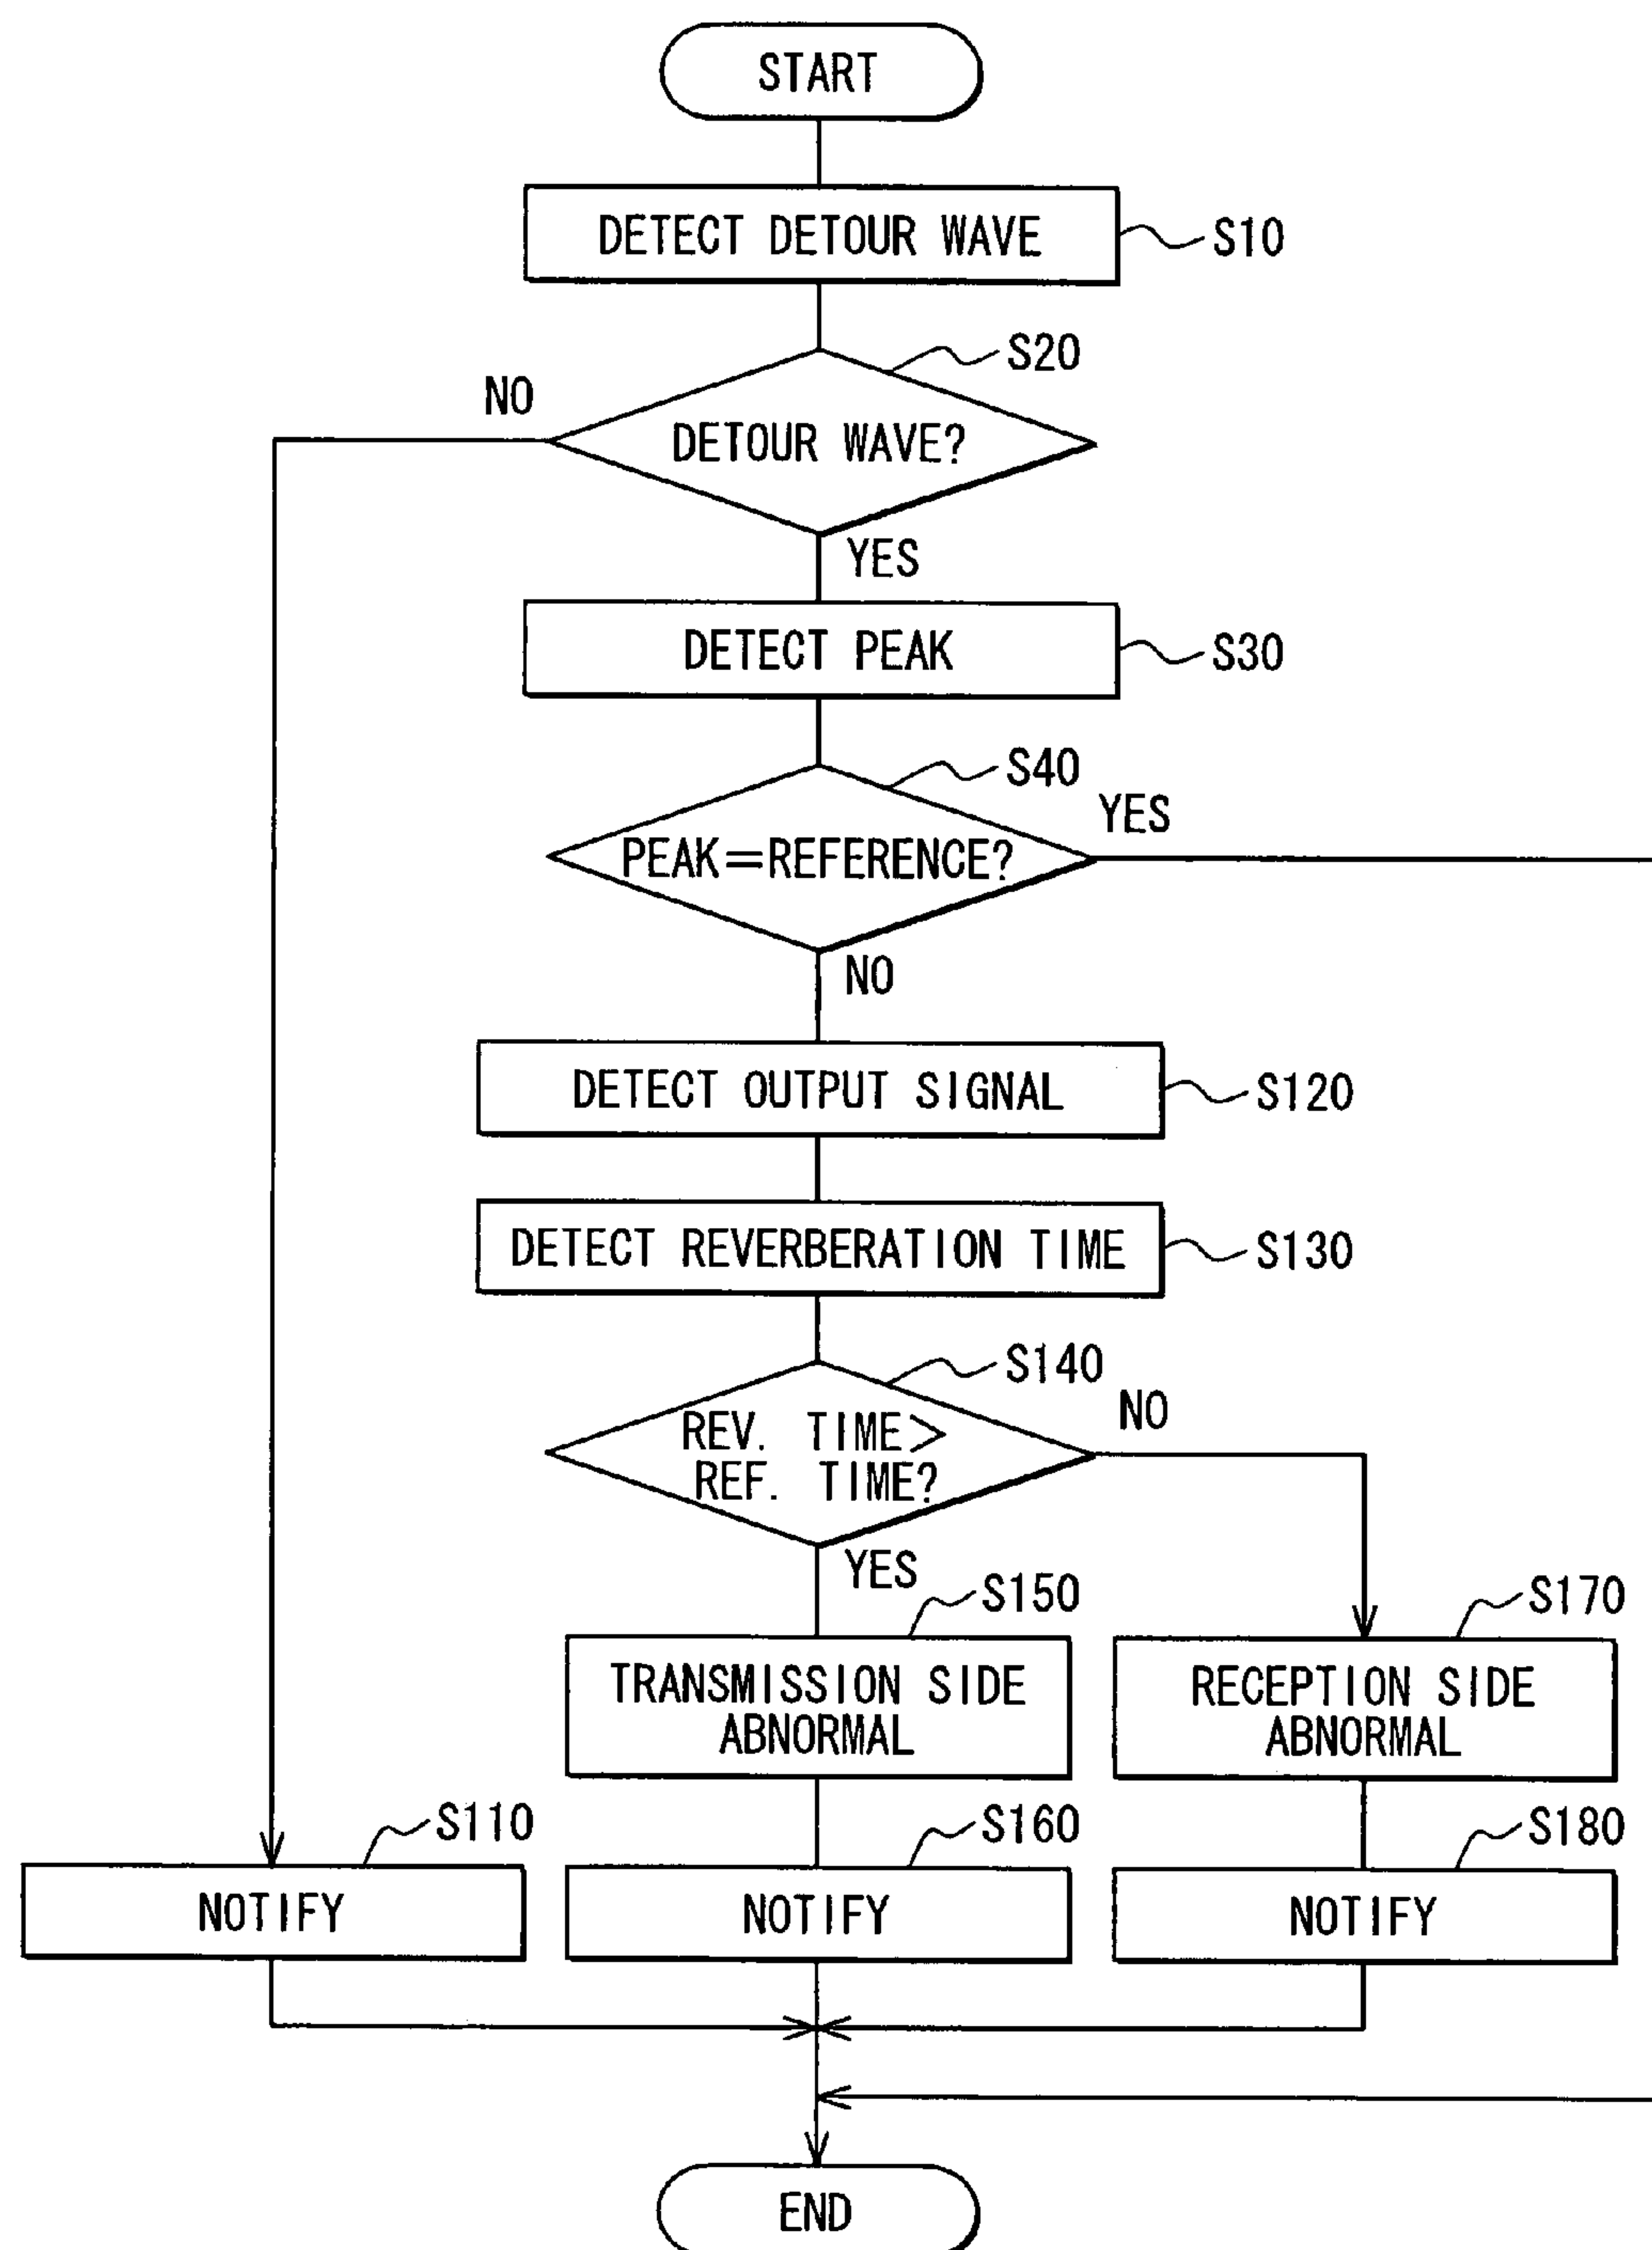 START
DETECT DETOUR WAVE
S10
S20
NO
DETOUR WAVE?
YES
DETECT PEAK
S30
S40
YES
PEAK=REFERENCE?
NO
DETECT OUTPUT SIGNAL
S120
DETECT REVERBERATION TIME
S130
S140
NO
REV. TIME>
REF. TIME?
YES
S150
S170
TRANSMISSION SIDE
ABNORMAL
RECEPTION SIDE
ABNORMAL
S110
S160
S180
NOTIFY
NOTIFY
NOTIFY
END